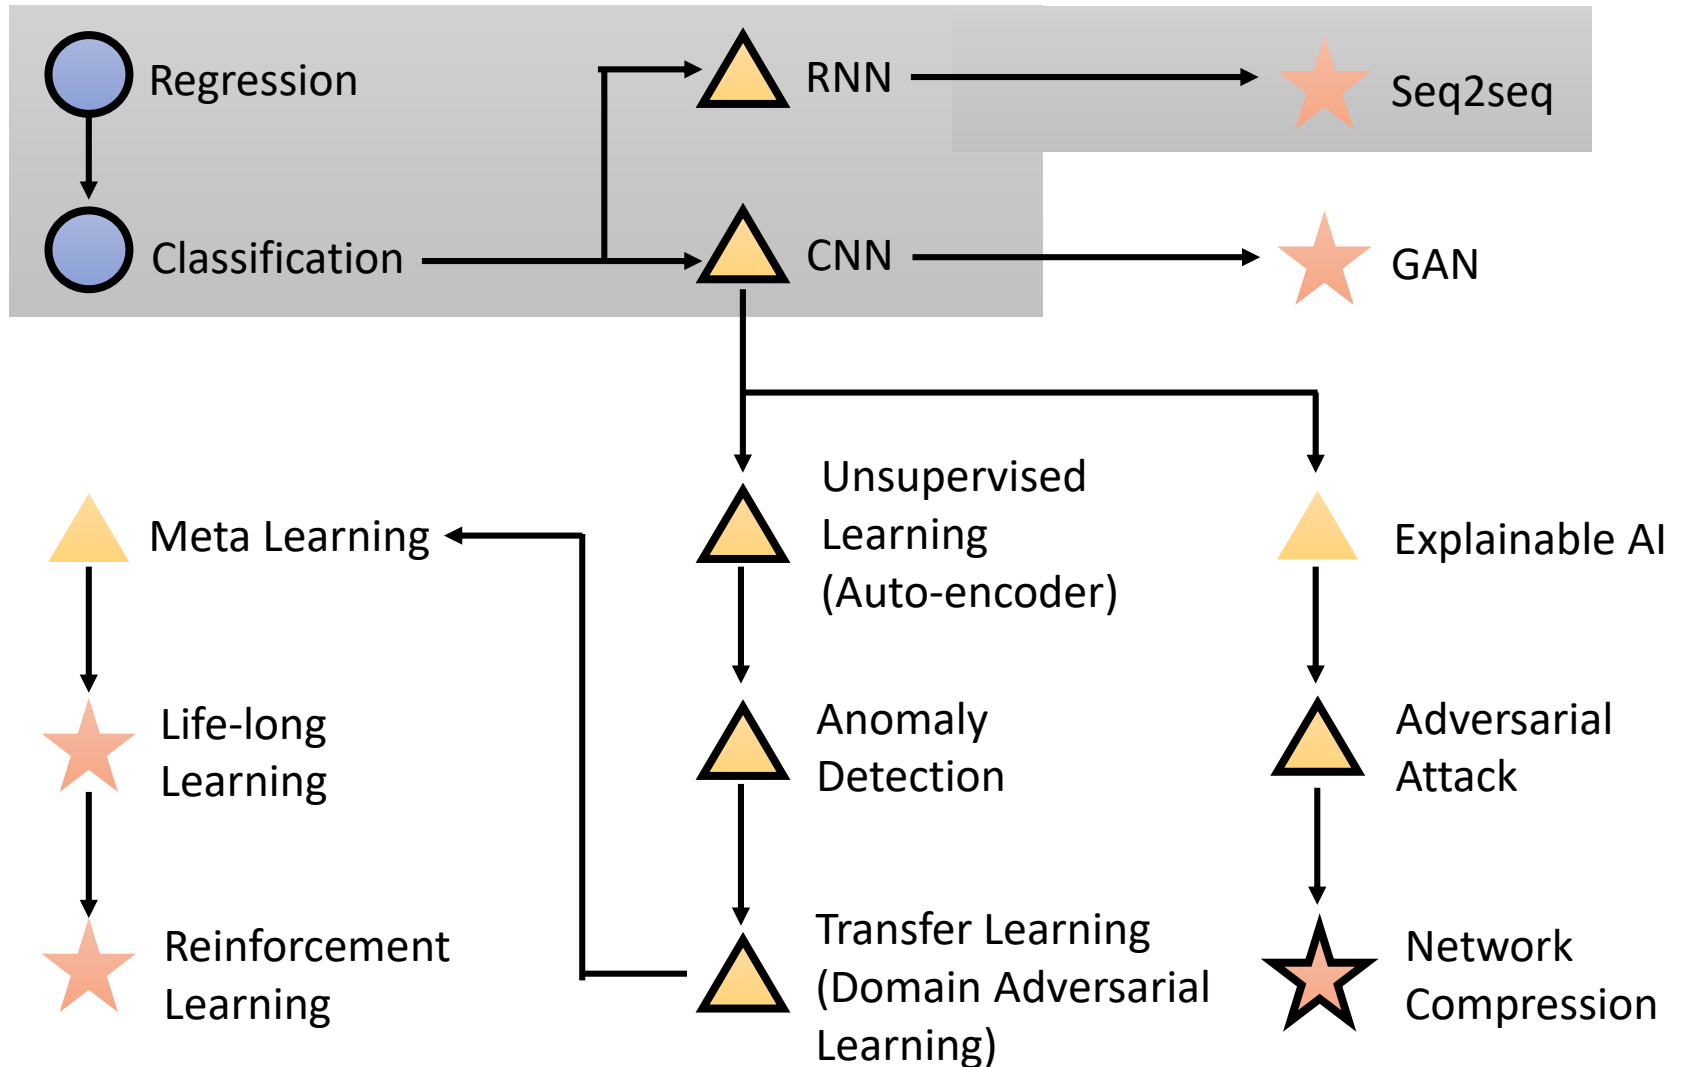 Regression
RNN
Seq2seq
Classification
CNN
GAN
Meta Learning
Unsupervised
Learning
(Auto-encoder)
Explainable AI
Life-long
Learning
Anomaly
Detection
Adversarial
Attack
Reinforcement
Learning
Transfer Learning
(Domain Adversarial
Learning)
Network
Compression